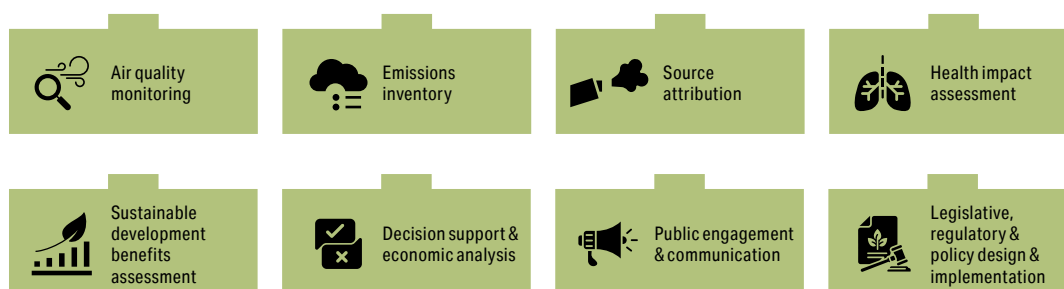 Air quality
monitoring
Emissions
inventory
Source
attribution
Health impact
assessment
Sustainable
development
benefits
assessment
Decision support &
economic analysis
Public engagement
& communication
Legislative,
regulatory &
policy design &
implementation